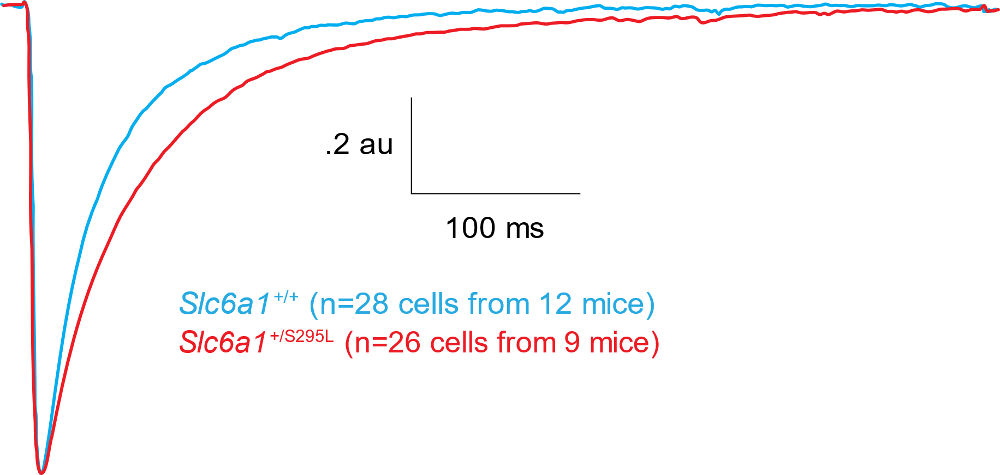 .2 au
100 ms
Slc6a1+/+ (n=28 cells from 12 mice)
Slc6a1+/S295L (n=26 cells from 9 mice)